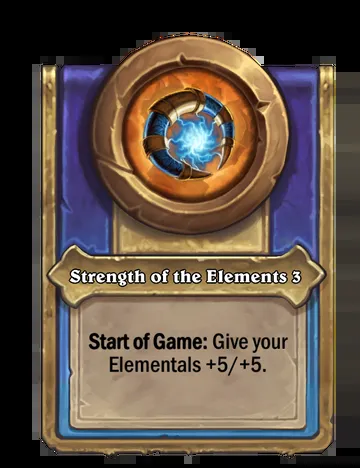 Strength of the Elements 3
Start of Game: Give your
Elementals +5/+5.